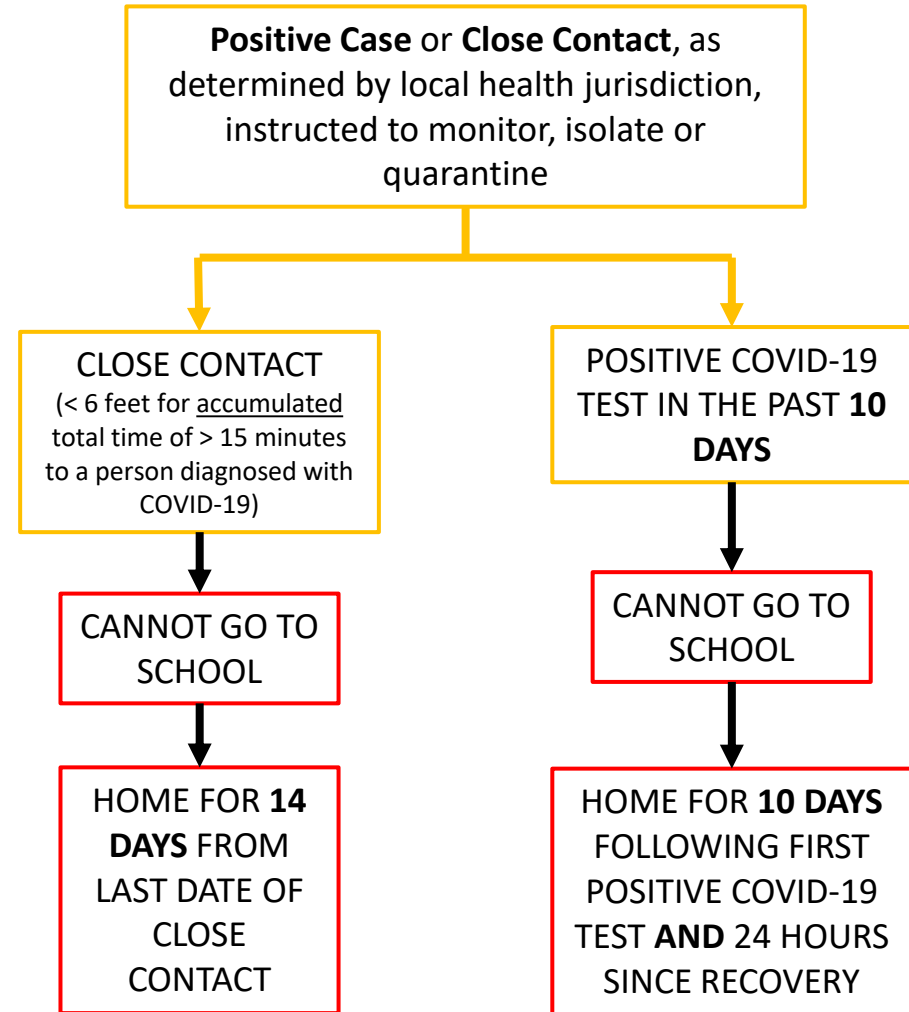 Positive Case or Close Contact, as
determined by local health jurisdiction,
instructed to monitor, isolate or
quarantine
CLOSE CONTACT
(< 6 feet for accumulated
total time of > 15 minutes
to a person diagnosed with
COVID-19)
POSITIVE COVID-19
TEST IN THE PAST 10
DAYS
CANNOT GO TO
SCHOOL
CANNOT GO TO
SCHOOL
HOME FOR 14
DAYS FROM
LAST DATE OF
CLOSE
CONTACT
HOME FOR 10 DAYS
FOLLOWING FIRST
POSITIVE COVID-19
TEST AND 24 HOURS
SINCE RECOVERY